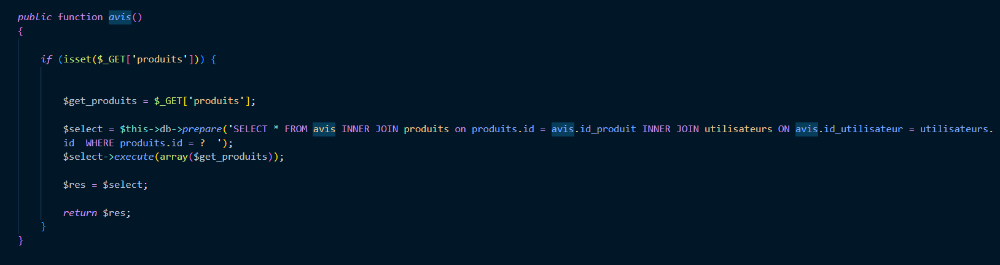 public function avis()
{
if (isset($_GET['produits'])) {
$get_produits = $_GET['produits'];
$select = $this->db->prepare('SELECT * FROM avis INNER JOIN produits on produits.id = avis.id_produit INNER JOIN utilisateurs ON avis.id_utilisateur = utilisateurs.
id  WHERE produits.id = ?  ');
$select->execute(array($get_produits));
$res = $select;
return $res;
}
}